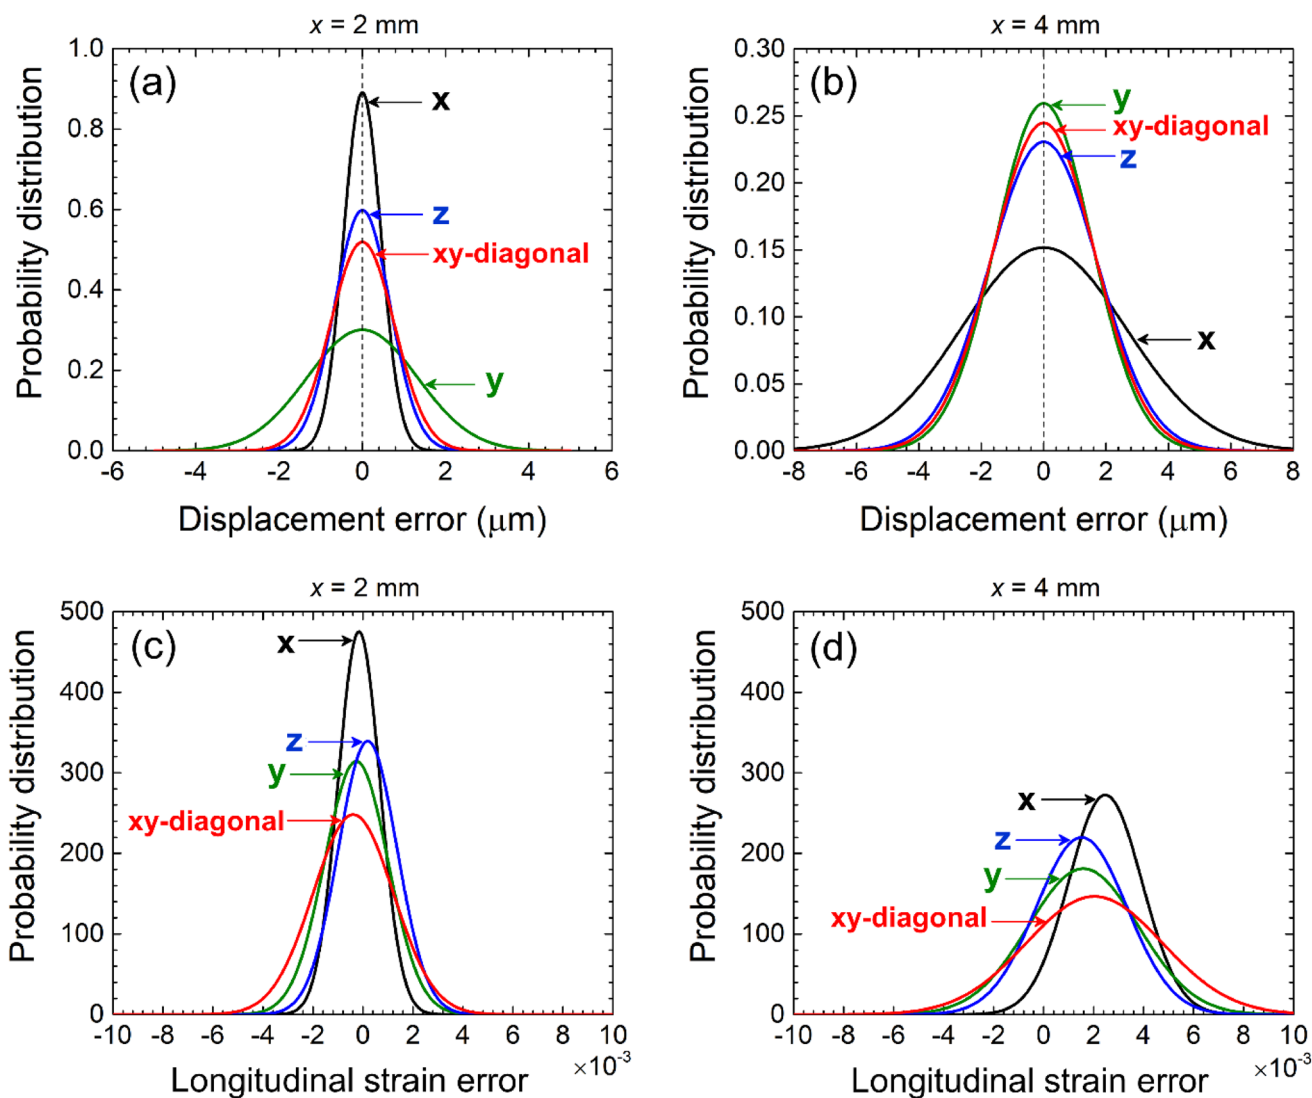 x = 2 mm
(a)
Probability distribution
1.0
0.8
0.6
0.4
0.2
0.0
x
z
xy-diagonal
y
-6 -4 -2 0 2 4 6
Displacement error (μm)
x = 4 mm
(b)
Probability distribution
0.30
0.25
0.20
0.15
0.10
0.05
0.00
y
xy-diagonal
z
x
-8 -6 -4 -2 0 2 4 6 8
Displacement error (μm)
x = 2 mm
(c)
Probability distribution
500
400
300
200
100
0
x
z
y
xy-diagonal
-10 -8 -6 -4 -2 0 2 4 6 8 10
×10⁻³
Longitudinal strain error
x = 4 mm
(d)
Probability distribution
500
400
300
200
100
0
x
z
y
xy-diagonal
-10 -8 -6 -4 -2 0 2 4 6 8 10
×10⁻³
Longitudinal strain error